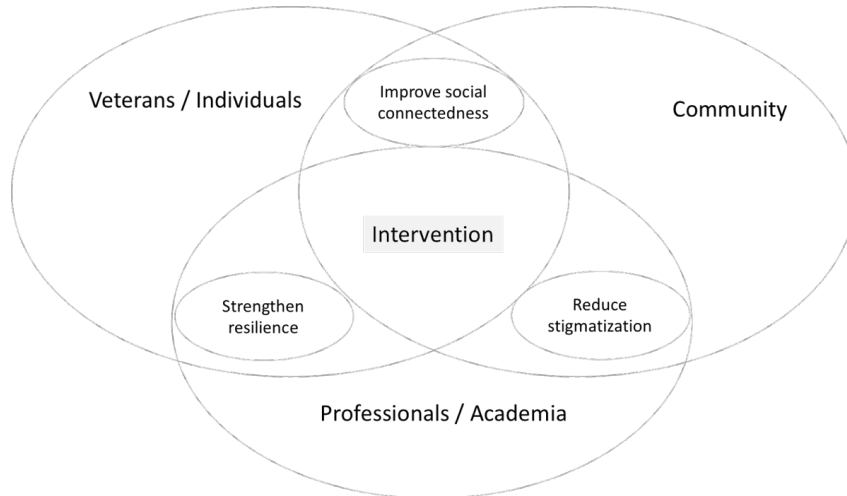 Improve social
connectedness
Veterans / Individuals
Community
Intervention
Strengthen
resilience
Reduce
stigmatization
Professionals / Academia